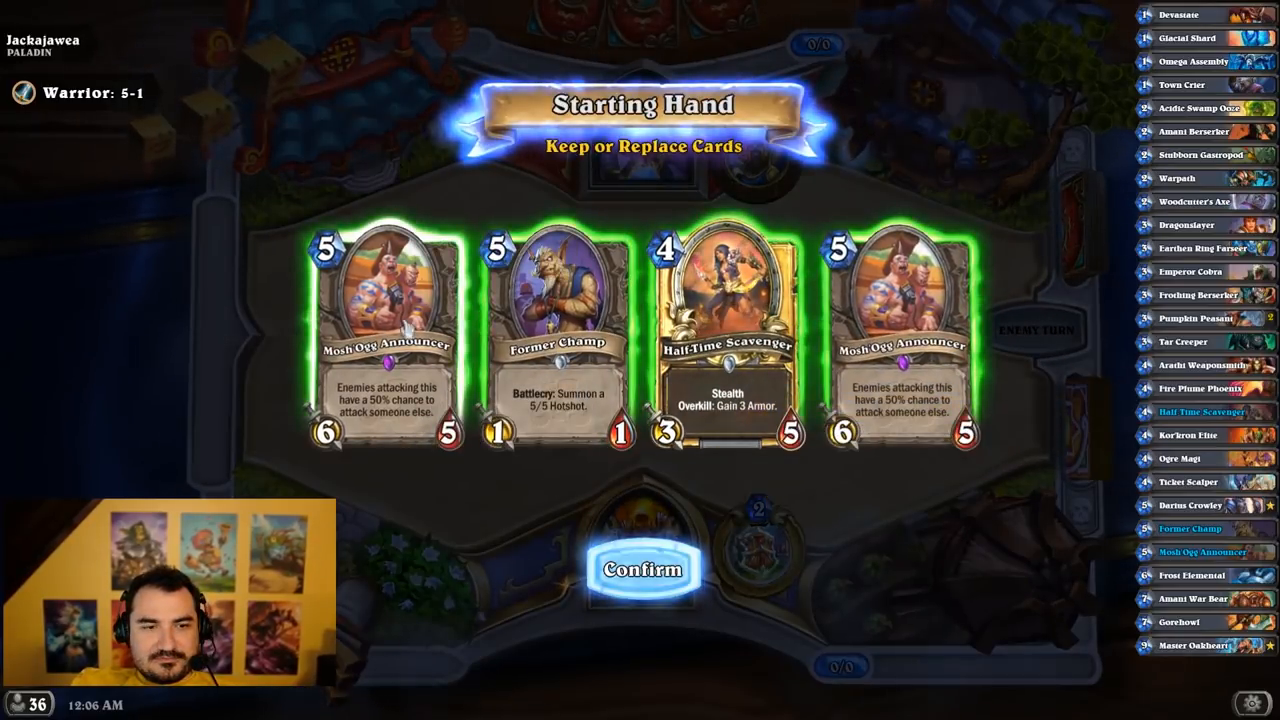 Jackajawea
PALADIN
Warrior: 5-1
0/0
Starting Hand
Keep or Replace Cards
5
5
4
5
Mosh'Ogg Announcer
Former Champ
Half-Time Scavenger
Mosh'Ogg Announcer
Enemies attacking this
have a 50% chance to
attack someone else.
Battlecry: Summon a
5/5 Hotshot.
Stealth
Overkill: Gain 3 Armor.
Enemies attacking this
have a 50% chance to
attack someone else.
6
5
1
1
3
5
6
5
ENEMY TURN
2
Confirm
0/0
36
12:06 AM
1 Devastate
1 Glacial Shard
1 Omega Assembly
1 Town Crier
2 Acidic Swamp Ooze
2 Amani Berserker
2 Stubborn Gastropod
2 Warpath
2 Woodcutter's Axe
3 Dragonslayer
3 Earthen Ring Farseer
3 Emperor Cobra
3 Frothing Berserker
3 Pumpkin Peasant 2
3 Tar Creeper
4 Arathi Weaponsmith
4 Fire Plume Phoenix
4 Half-Time Scavenger
4 Kor'kron Elite
4 Ogre Magi
4 Ticket Scalper
5 Darius Crowley
5 Former Champ
5 Mosh'Ogg Announcer
6 Frost Elemental
7 Amani War Bear
7 Gorehowl
9 Master Oakheart